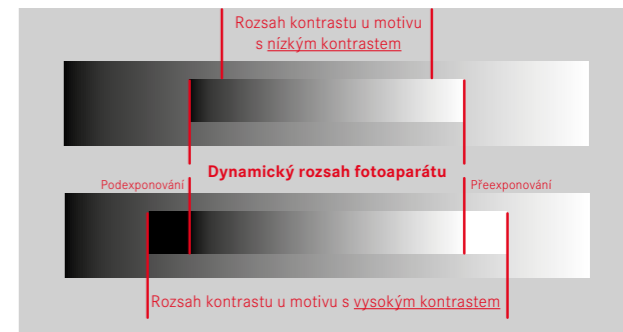 Rozsah kontrastu u motivu
s nízkým kontrastem
Dynamický rozsah fotoaparátu
Podexponování
Přeexponování
Rozsah kontrastu u motivu s vysokým kontrastem